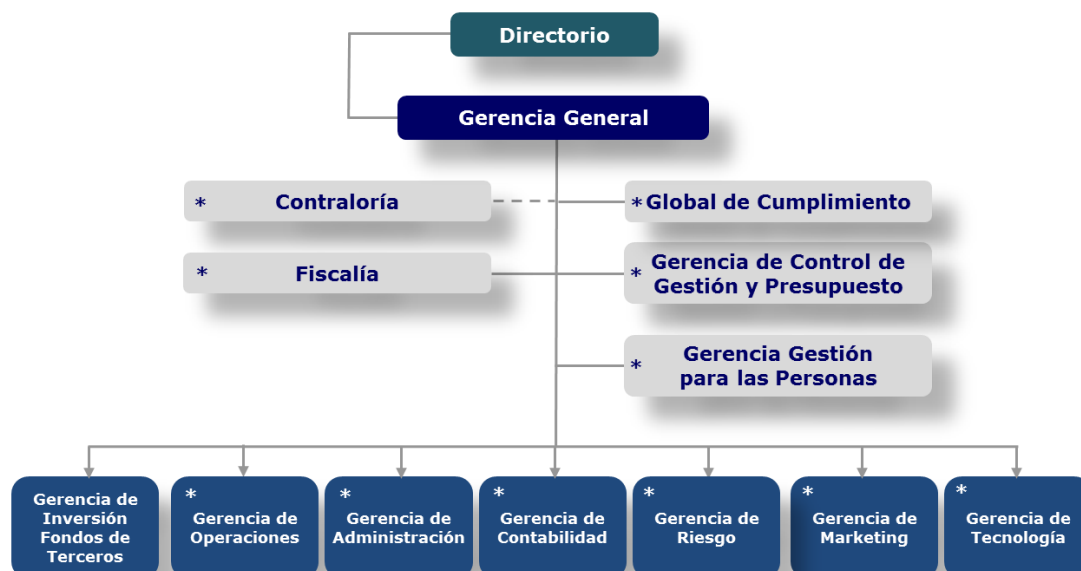 Directorio
Gerencia General
* Contraloría
* Global de Cumplimiento
* Fiscalía
* Gerencia de Control de
Gestión y Presupuesto
* Gerencia Gestión
para las Personas
Gerencia de
Inversión
Fondos de
Terceros
*
Gerencia de
Operaciones
*
Gerencia de
Administración
*
Gerencia de
Contabilidad
*
Gerencia de
Riesgo
*
Gerencia de
Marketing
*
Gerencia de
Tecnología